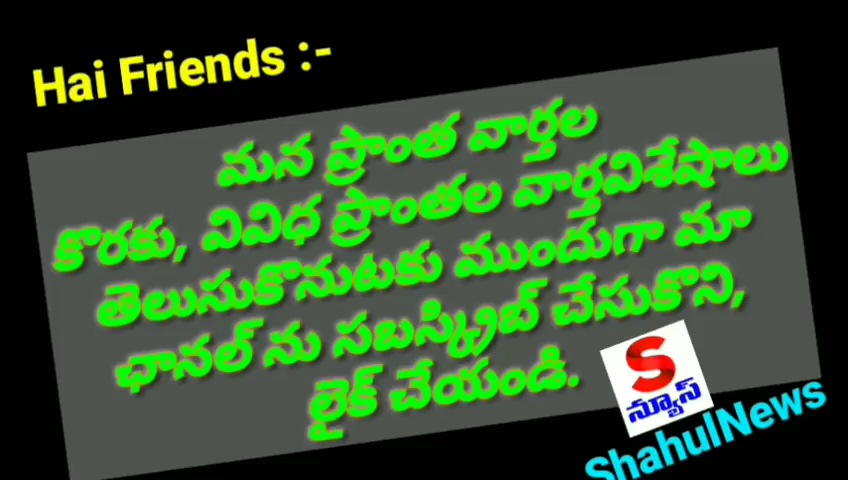 Hai Friends :-
మన ప్రాంత వార్తల
కొరకు, వివిధ ప్రాంతల వార్తవిశేషాలు
తెలుసుకొనుటకు ముందుగా మా
ఛానల్ ను సబస్క్రిబ్ చేసుకొని,
లైక్ చేయండి.
S
న్యూస్
ShahulNews